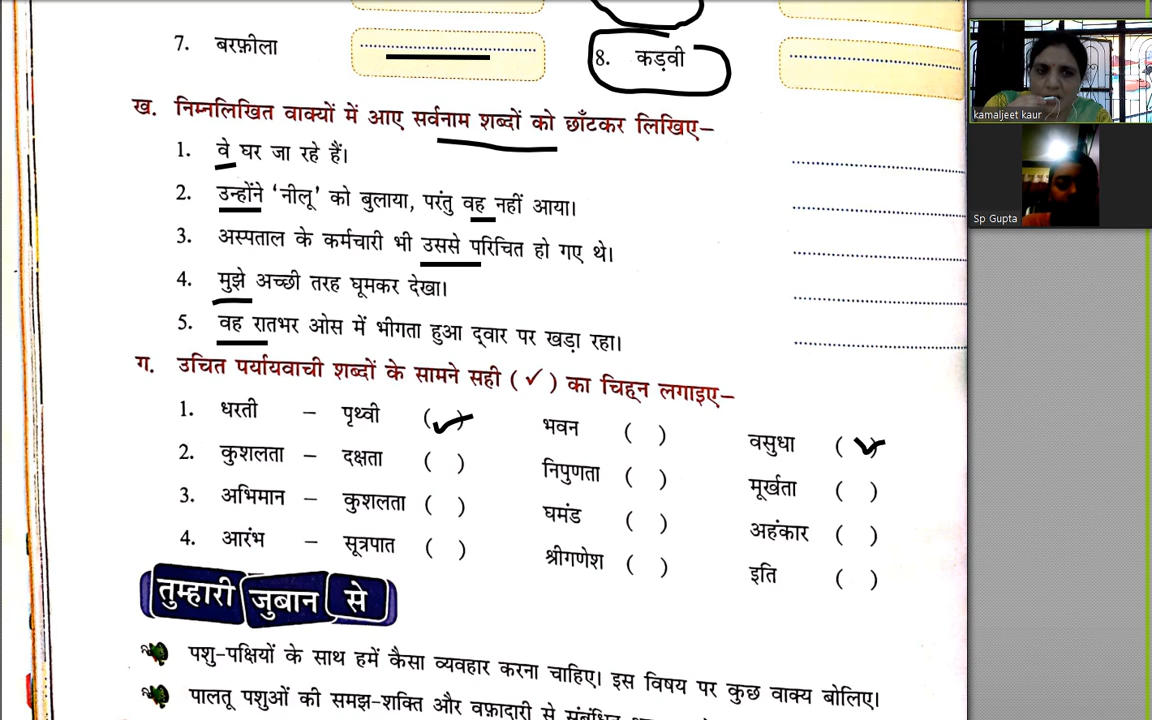 7. बरफ़ीला
8. कड़वी
ख. निम्नलिखित वाक्यों में आए सर्वनाम शब्दों को छाँटकर लिखिए–
1. वे घर जा रहे हैं।
2. उन्होंने 'नीलू' को बुलाया, परंतु वह नहीं आया।
3. अस्पताल के कर्मचारी भी उससे परिचित हो गए थे।
4. मुझे अच्छी तरह घूमकर देखा।
5. वह रातभर ओस में भीगता हुआ द्वार पर खड़ा रहा।
ग. उचित पर्यायवाची शब्दों के सामने सही ( ✓ ) का चिह्न लगाइए–
1. धरती – पृथ्वी (✓) भवन ( ) वसुधा (✓)
2. कुशलता – दक्षता ( ) निपुणता ( ) मूर्खता ( )
3. अभिमान – कुशलता ( ) घमंड ( ) अहंकार ( )
4. आरंभ – सूत्रपात ( ) श्रीगणेश ( ) इति ( )
तुम्हारी जुबान से
पशु-पक्षियों के साथ हमें कैसा व्यवहार करना चाहिए। इस विषय पर कुछ वाक्य बोलिए।
पालतू पशुओं की समझ-शक्ति और वफ़ादारी से संबंधित
kamaljeet kaur
Sp Gupta